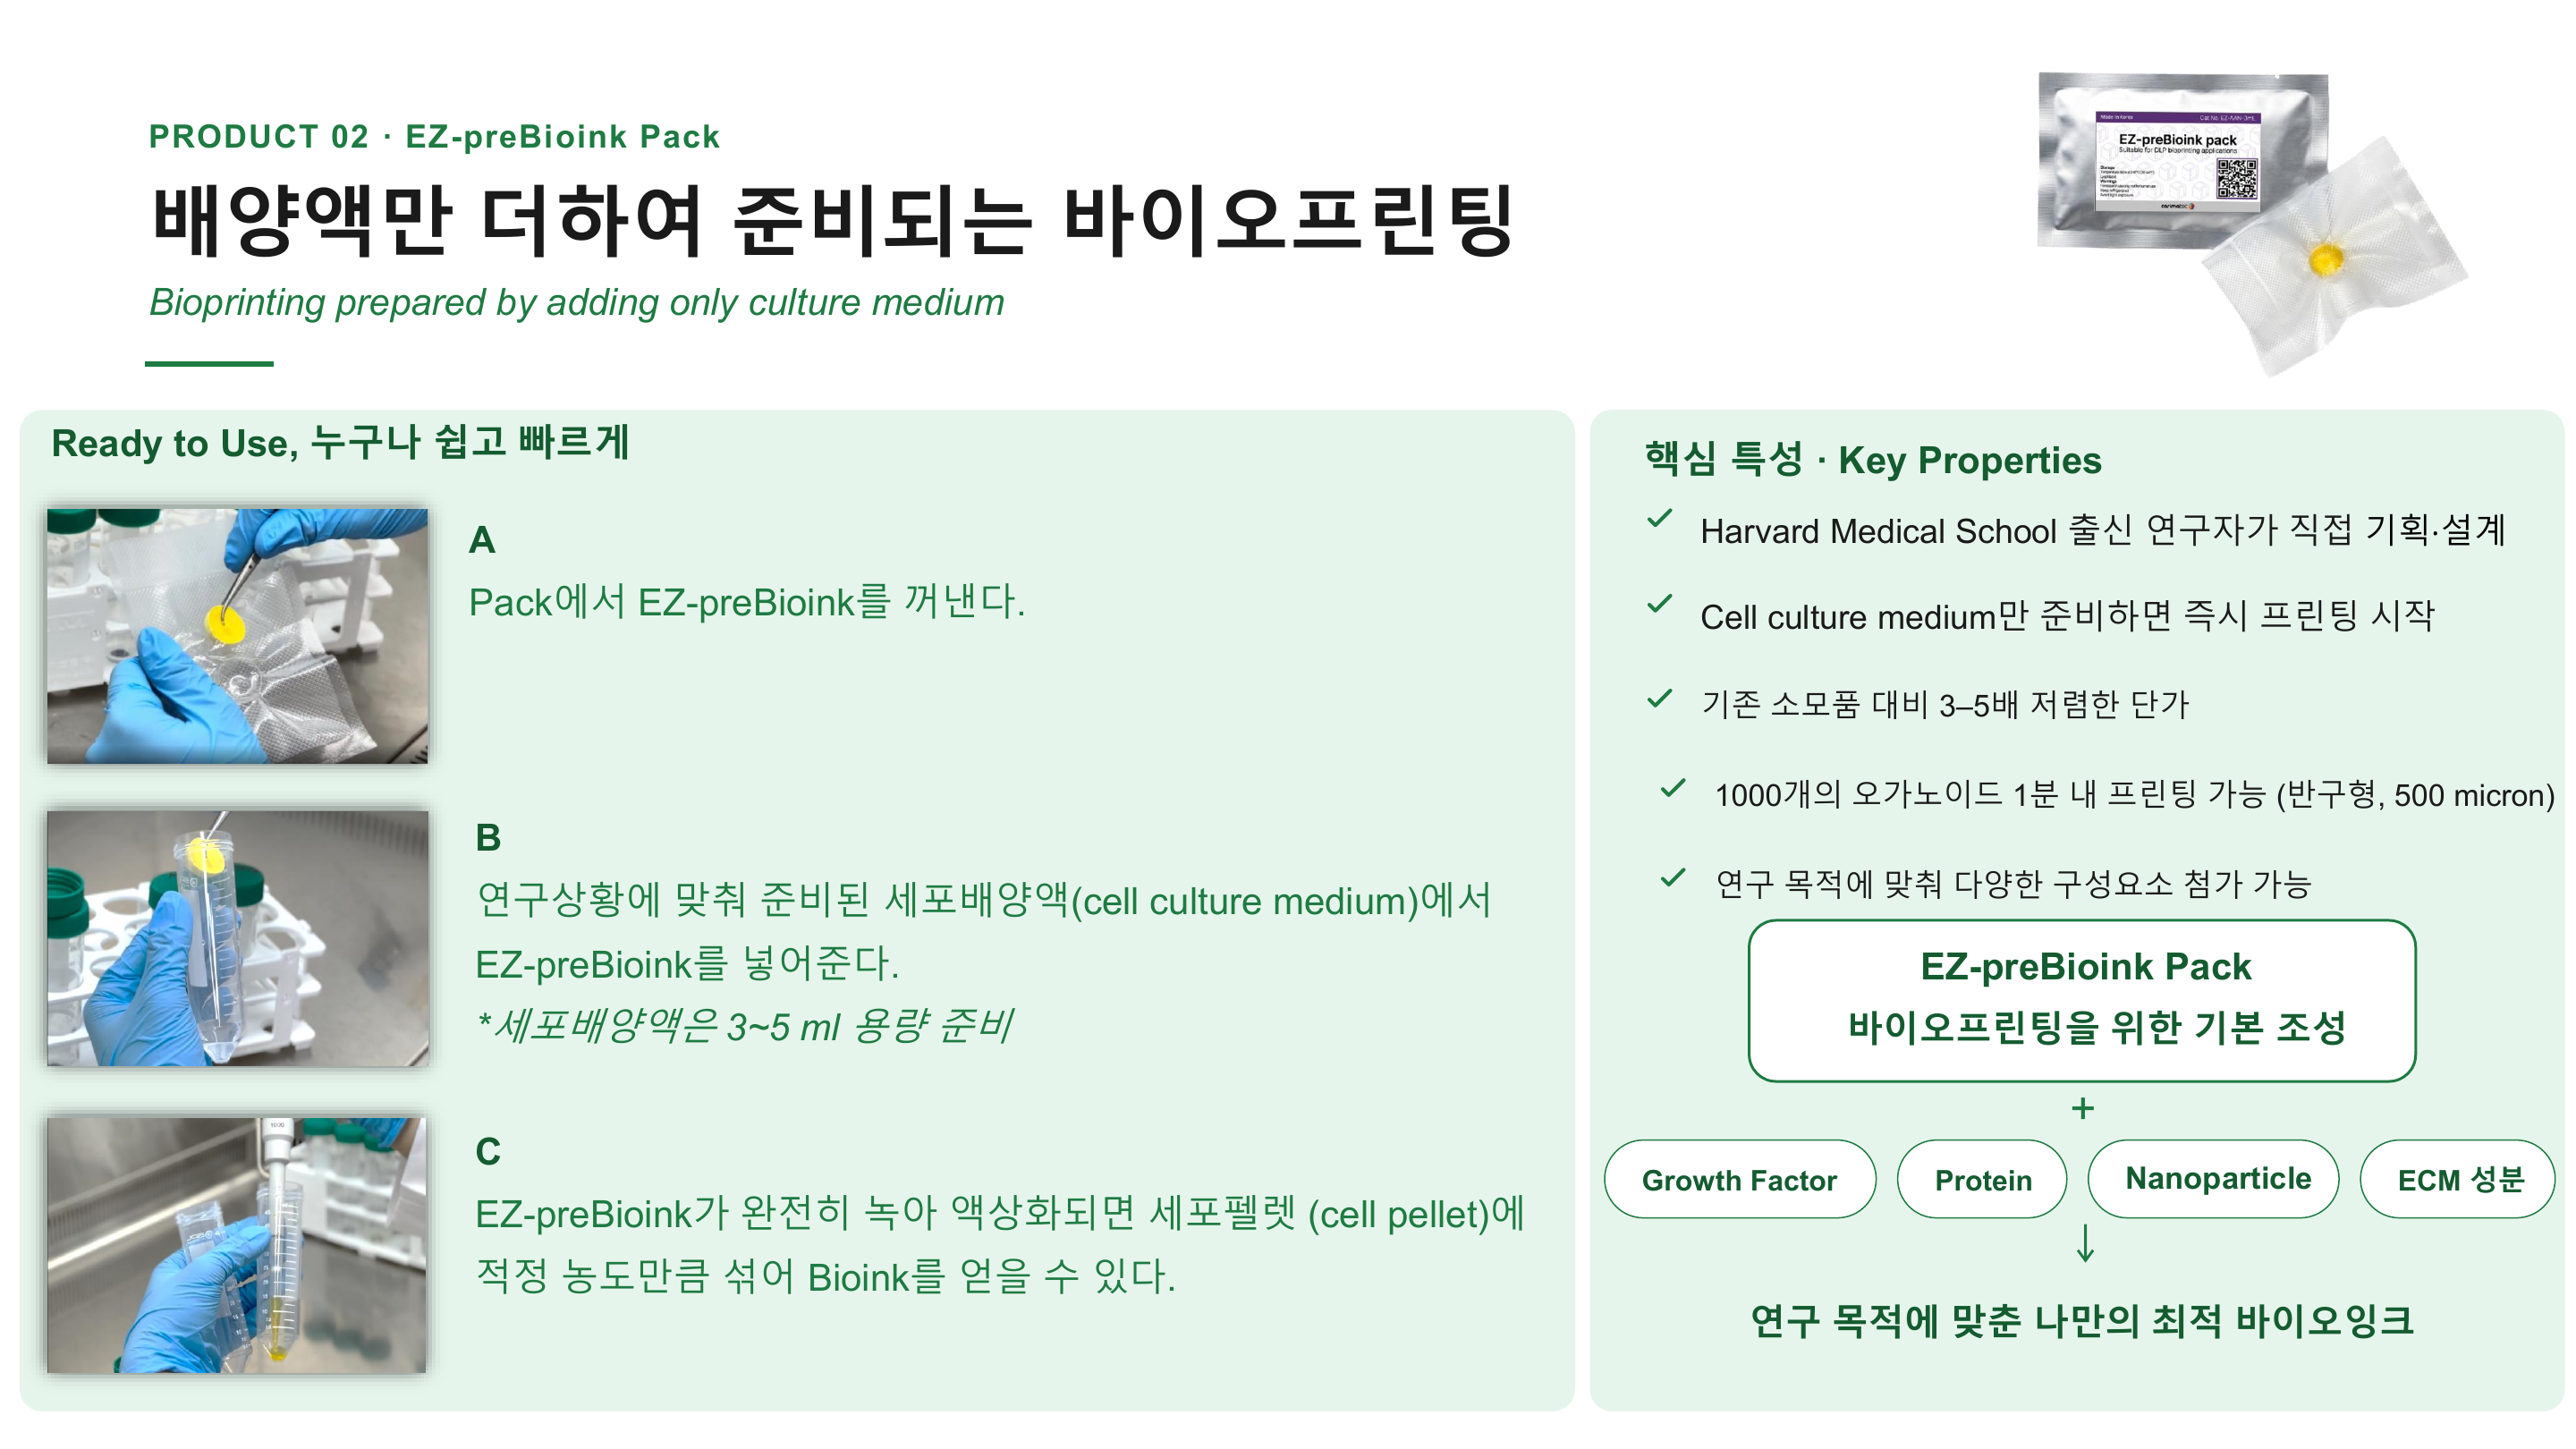 PRODUCT 02 · EZ-preBioink Pack
배양액만 더하여 준비되는 바이오프린팅
Bioprinting prepared by adding only culture medium
Made in Korea
EZ-preBioink pack
Suitable for DLP bioprinting applications
Ready to Use, 누구나 쉽고 빠르게
A
Pack에서 EZ-preBioink를 꺼낸다.
B
연구상황에 맞춰 준비된 세포배양액(cell culture medium)에서
EZ-preBioink를 넣어준다.
*세포배양액은 3~5 ml 용량 준비
C
EZ-preBioink가 완전히 녹아 액상화되면 세포펠렛 (cell pellet)에
적정 농도만큼 섞어 Bioink를 얻을 수 있다.
핵심 특성 · Key Properties
Harvard Medical School 출신 연구자가 직접 기획·설계
Cell culture medium만 준비하면 즉시 프린팅 시작
기존 소모품 대비 3–5배 저렴한 단가
1000개의 오가노이드 1분 내 프린팅 가능 (반구형, 500 micron)
연구 목적에 맞춰 다양한 구성요소 첨가 가능
EZ-preBioink Pack
바이오프린팅을 위한 기본 조성
+
Growth Factor
Protein
Nanoparticle
ECM 성분
↓
연구 목적에 맞춘 나만의 최적 바이오잉크